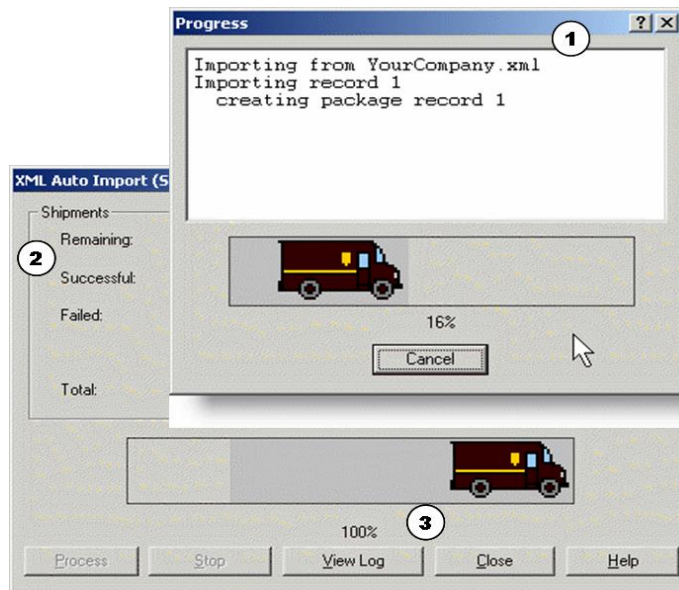 Progress
1
Importing from YourCompany.xml
Importing record 1
creating package record 1
16%
Cancel
XML Auto Import (S
Shipments
2
Remaining:
Successful:
Failed:
Total:
100%
3
Process
Stop
View Log
Close
Help